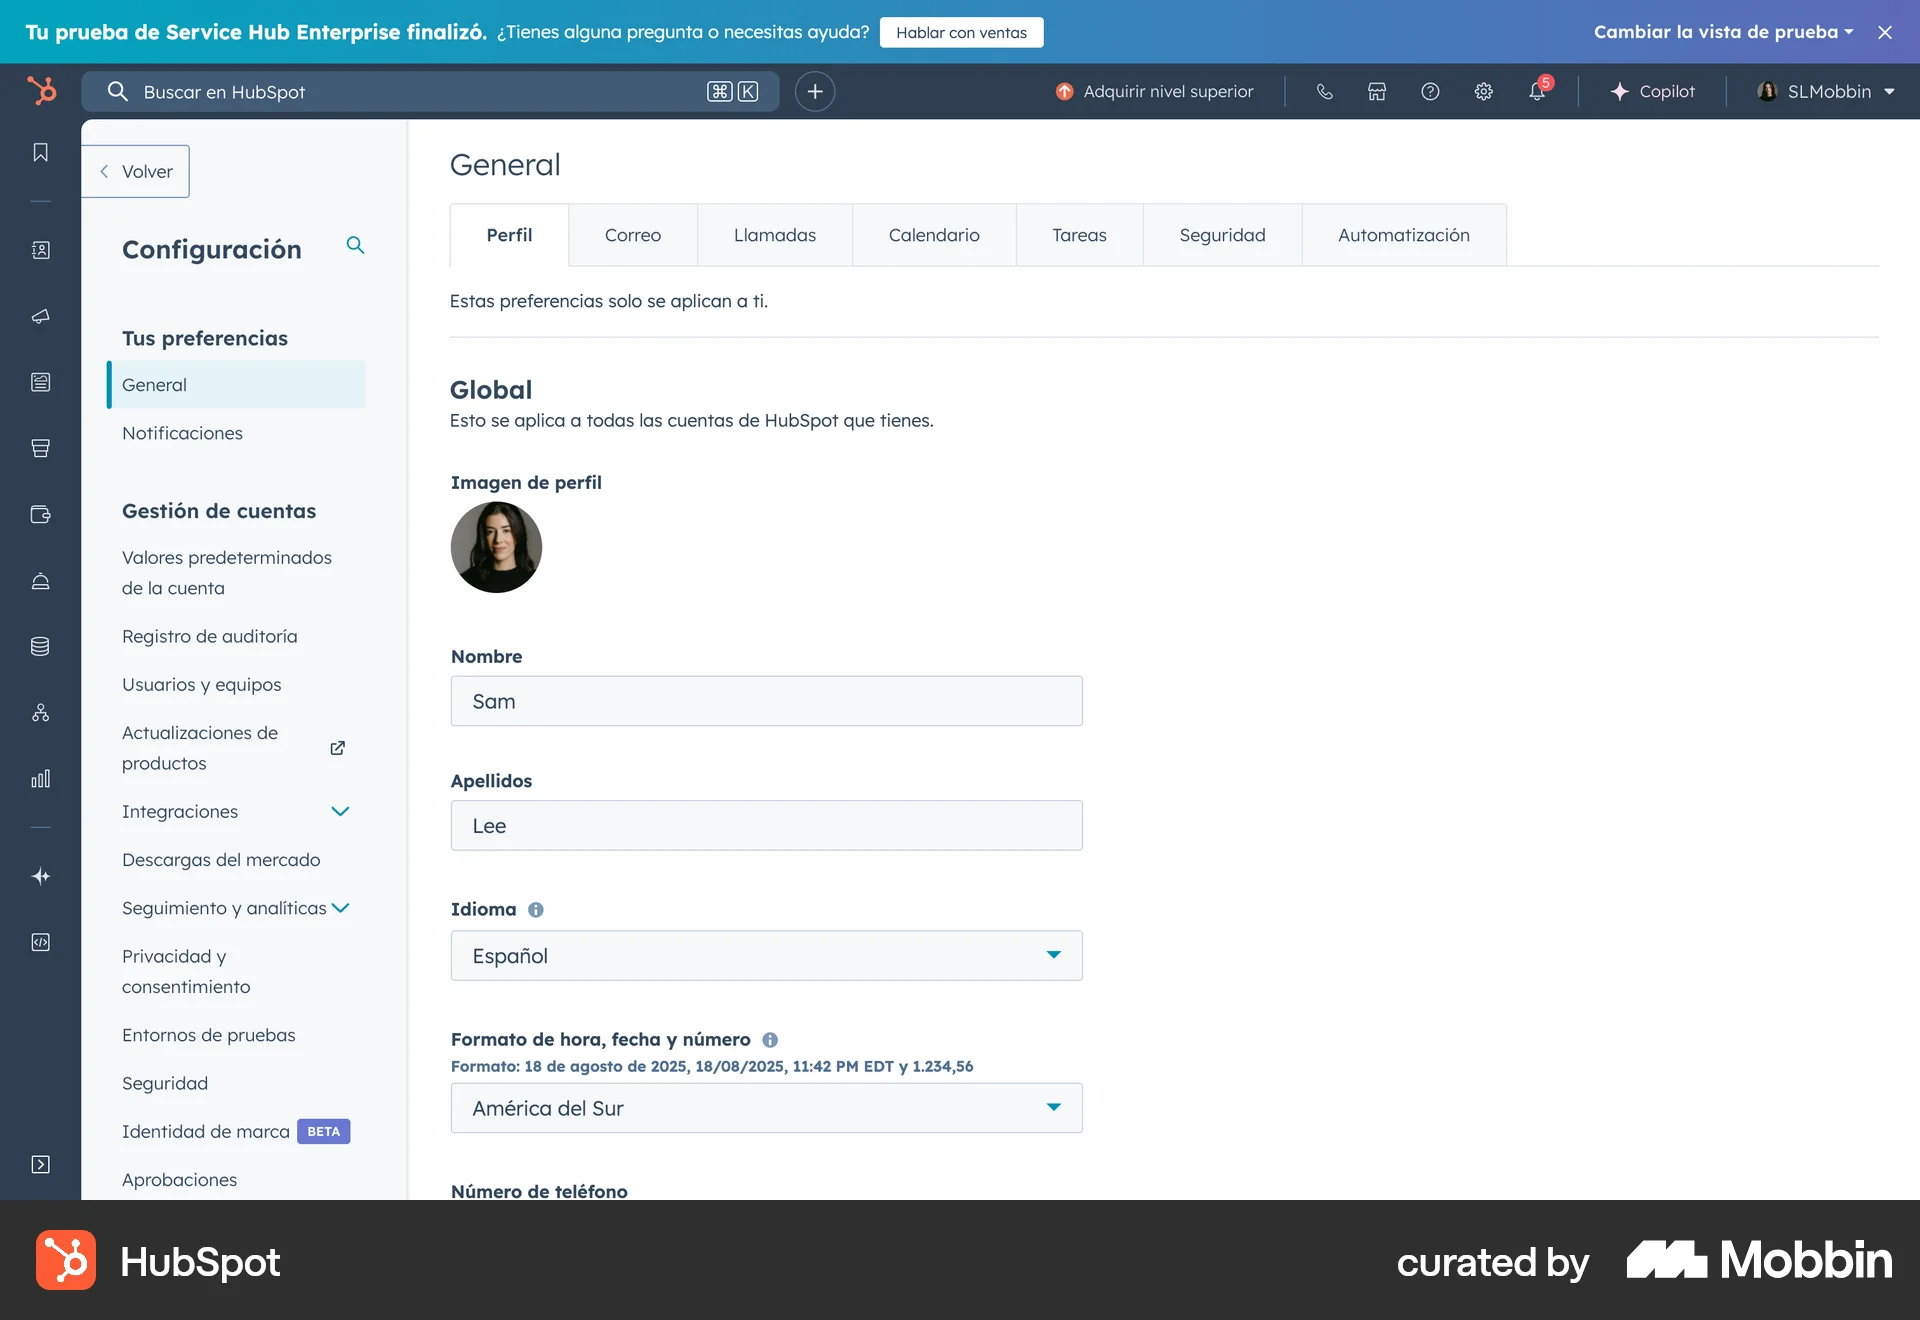 Tu prueba de Service Hub Enterprise finalizó. ¿Tienes alguna pregunta o necesitas ayuda? Hablar con ventas Cambiar la vista de prueba
Buscar en HubSpot ⌘ K Adquirir nivel superior 5 Copilot SLMobbin
Volver
Configuración
Tus preferencias
General
Notificaciones
Gestión de cuentas
Valores predeterminados
de la cuenta
Registro de auditoría
Usuarios y equipos
Actualizaciones de
productos
Integraciones
Descargas del mercado
Seguimiento y analíticas
Privacidad y
consentimiento
Entornos de pruebas
Seguridad
Identidad de marca BETA
Aprobaciones
General
Perfil Correo Llamadas Calendario Tareas Seguridad Automatización
Estas preferencias solo se aplican a ti.
Global
Esto se aplica a todas las cuentas de HubSpot que tienes.
Imagen de perfil
Nombre
Sam
Apellidos
Lee
Idioma
Español
Formato de hora, fecha y número
Formato: 18 de agosto de 2025, 18/08/2025, 11:42 PM EDT y 1.234,56
América del Sur
Número de teléfono
HubSpot
curated by Mobbin